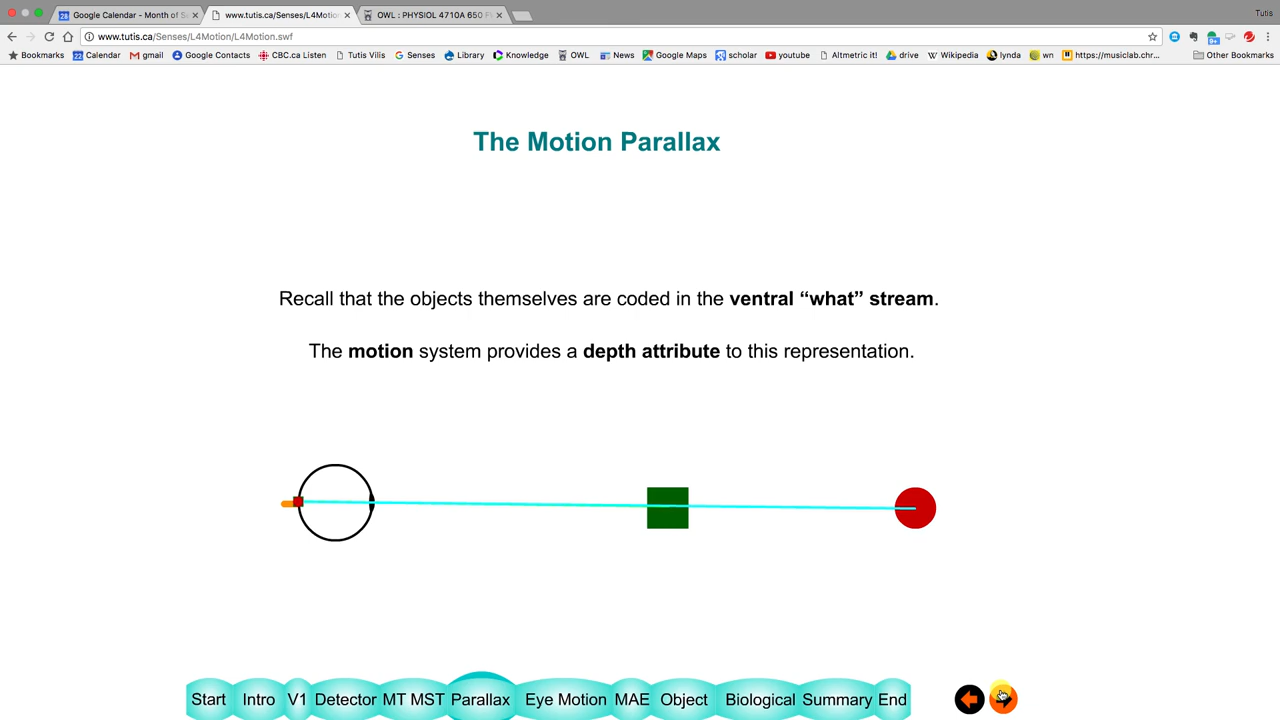 Google Calendar - Month of S
www.tutis.ca/Senses/L4Motio
OWL : PHYSIOL 4710A 650 F
Tutis
www.tutis.ca/Senses/L4Motion/L4Motion.swf
Bookmarks Calendar gmail Google Contacts CBC.ca Listen Tutis Vilis Senses Library Knowledge OWL News Google Maps scholar youtube Altmetric it! drive Wikipedia lynda wn https://musiclab.chr... Other Bookmarks
The Motion Parallax
Recall that the objects themselves are coded in the ventral “what” stream.
The motion system provides a depth attribute to this representation.
Start Intro V1 Detector MT MST Parallax Eye Motion MAE Object Biological Summary End